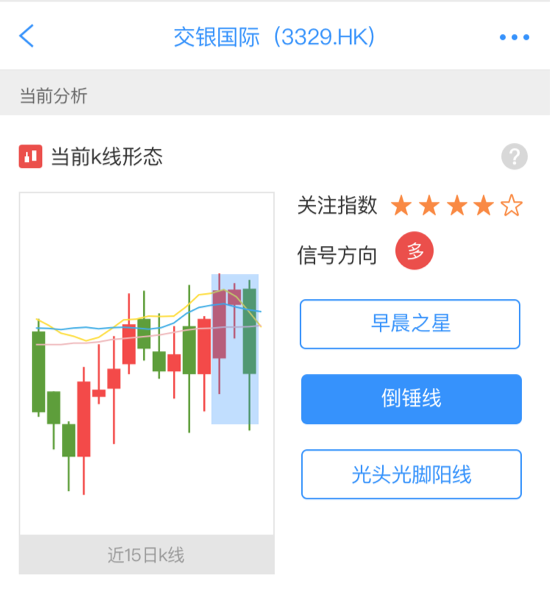 交银国际（3329.HK）
当前分析
当前k线形态
?
关注指数
信号方向 多
早晨之星
倒锤线
光头光脚阳线
近15日k线